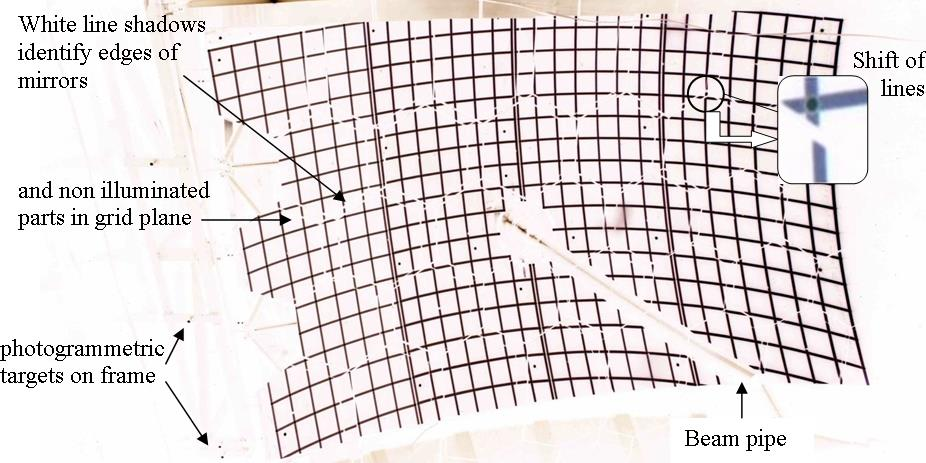 White line shadows
identify edges of
mirrors
Shift of
lines
and non illuminated
parts in grid plane
photogrammetric
targets on frame
Beam pipe